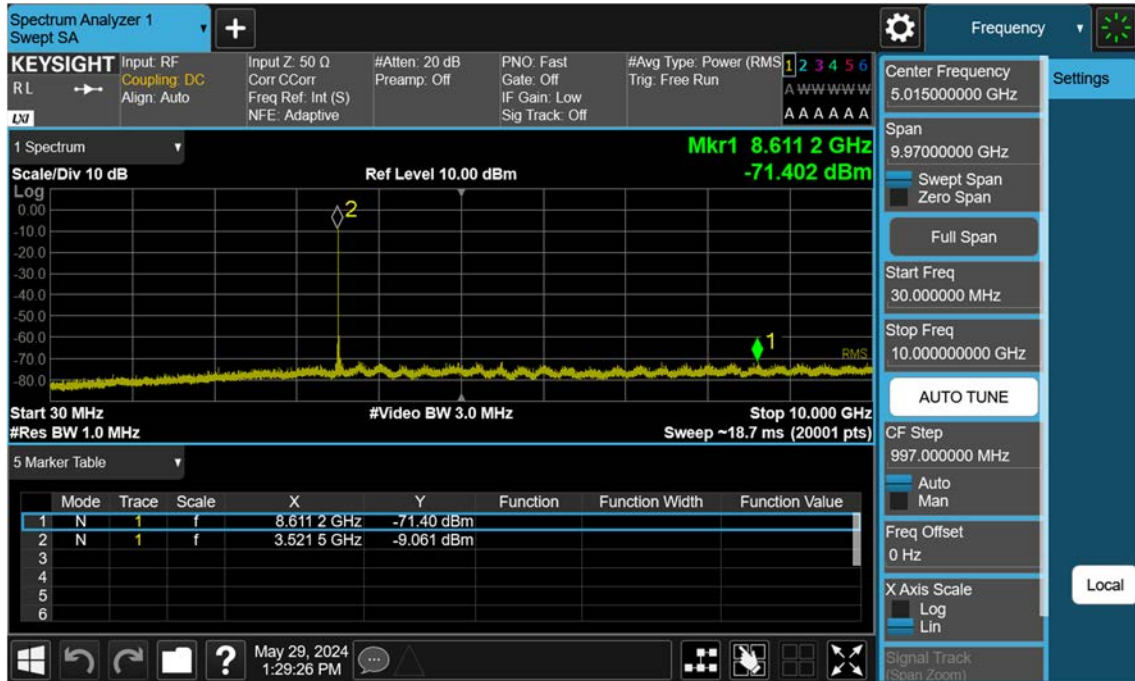 Spectrum Analyzer 1
Swept SA
+
Frequency
KEYSIGHT
R L
LXI
Input: RF
Coupling: DC
Align: Auto
Input Z: 50 Ω
Corr CCorr
Freq Ref: Int (S)
NFE: Adaptive
#Atten: 20 dB
Preamp: Off
PNO: Fast
Gate: Off
IF Gain: Low
Sig Track: Off
#Avg Type: Power (RMS
Trig: Free Run
1 2 3 4 5 6
A W W W W W
A A A A A A
1 Spectrum
Mkr1 8.611 2 GHz
Scale/Div 10 dB
Ref Level 10.00 dBm
-71.402 dBm
Log
0.00
-10.0
-20.0
-30.0
-40.0
-50.0
-60.0
-70.0
-80.0
2
1
RMS
Start 30 MHz
#Video BW 3.0 MHz
Stop 10.000 GHz
#Res BW 1.0 MHz
Sweep ~18.7 ms (20001 pts)
5 Marker Table
Mode Trace Scale X Y Function Function Width Function Value
1 N 1 f 8.611 2 GHz -71.40 dBm
2 N 1 f 3.521 5 GHz -9.061 dBm
3
4
5
6
?
May 29, 2024
1:29:26 PM
Center Frequency
5.015000000 GHz
Span
9.97000000 GHz
Swept Span
Zero Span
Full Span
Start Freq
30.000000 MHz
Stop Freq
10.000000000 GHz
AUTO TUNE
CF Step
997.000000 MHz
Auto
Man
Freq Offset
0 Hz
X Axis Scale
Log
Lin
Signal Track
(Span Zoom)
Settings
Local